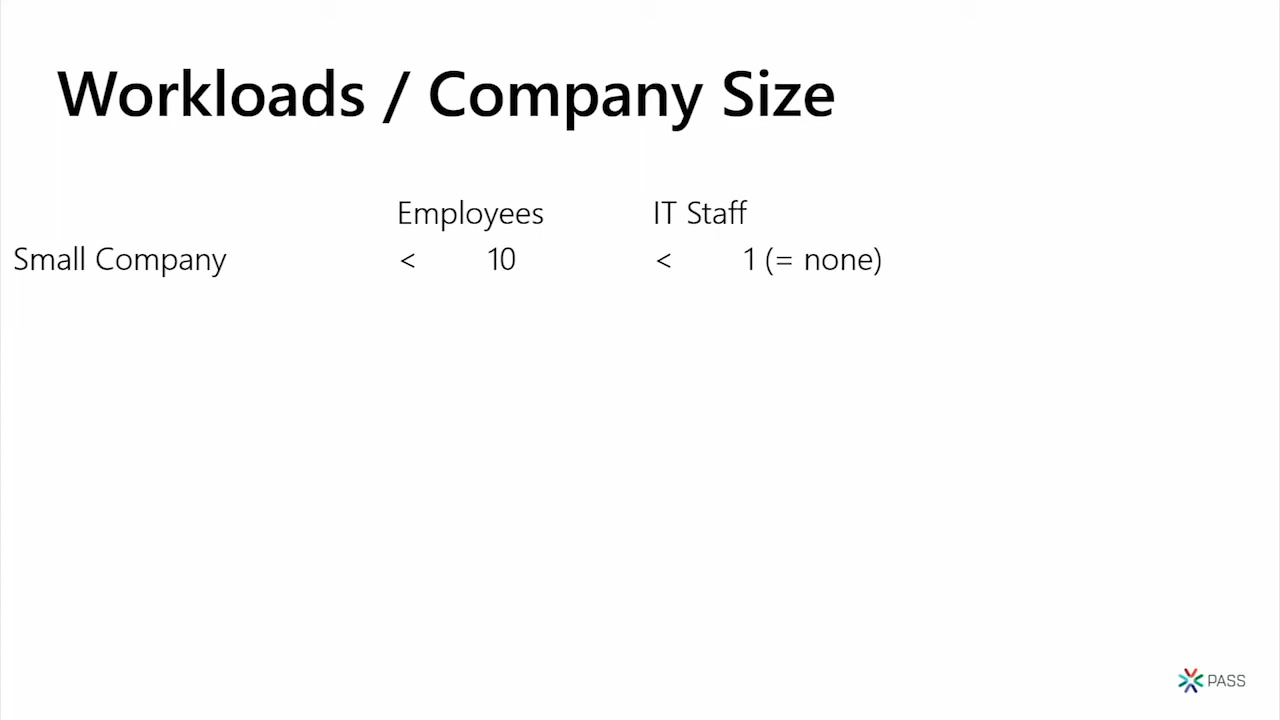 Workloads / Company Size
Employees IT Staff
Small Company < 10 < 1 (= none)
PASS